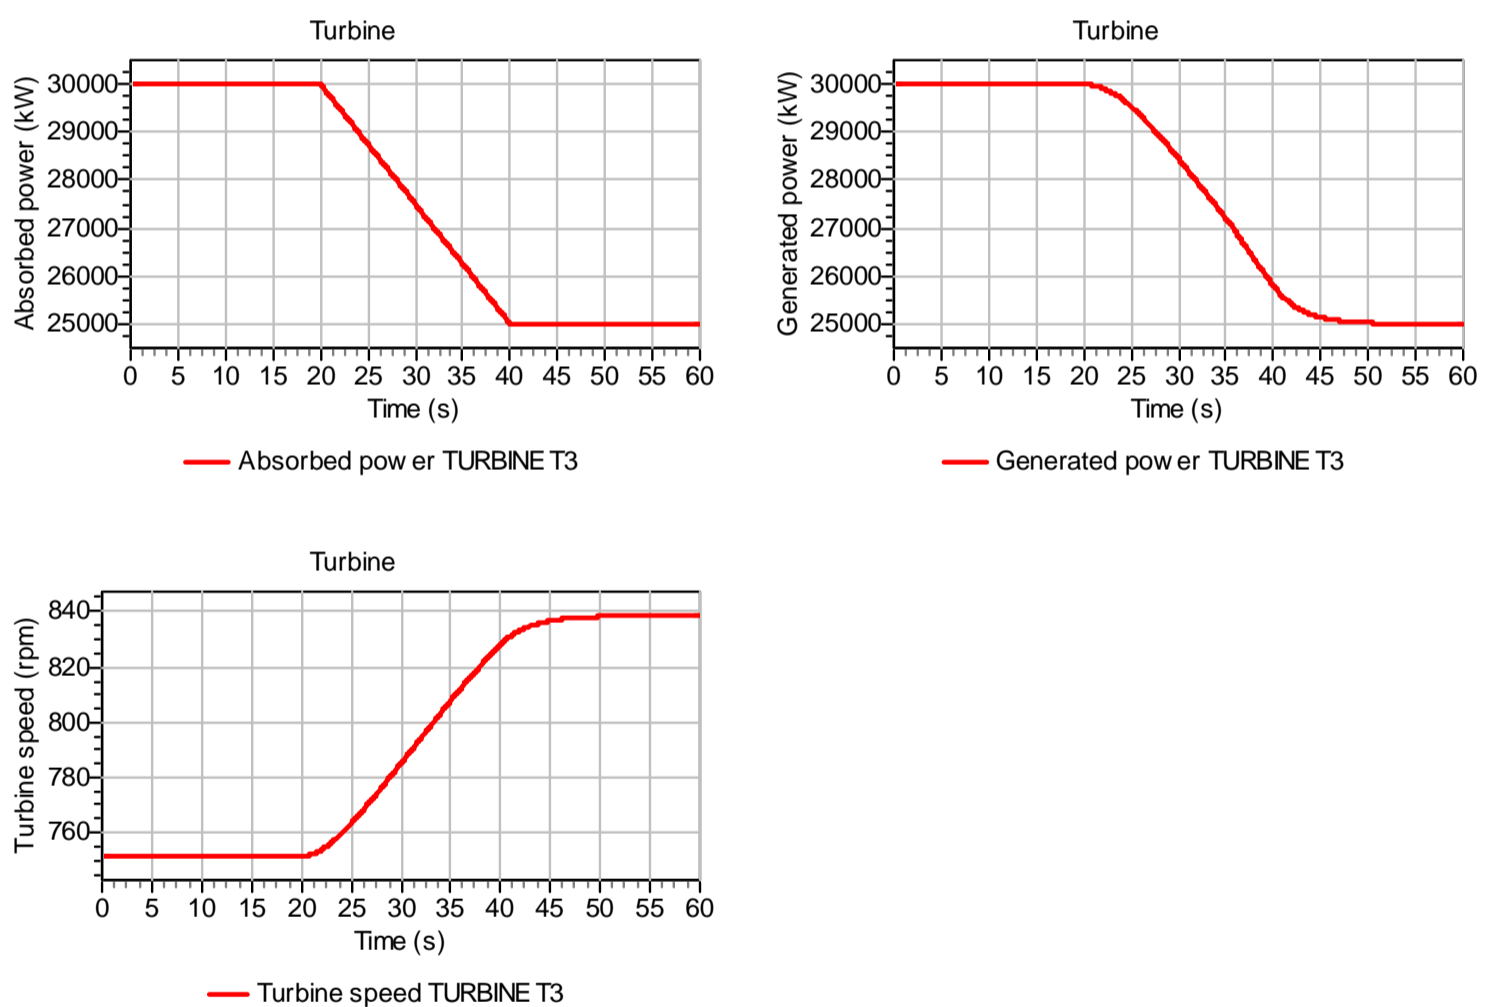 Turbine
Absorbed power (kW)
30000
29000
28000
27000
26000
25000
0 5 10 15 20 25 30 35 40 45 50 55 60
Time (s)
Absorbed pow er TURBINE T3
Turbine
Generated power (kW)
30000
29000
28000
27000
26000
25000
0 5 10 15 20 25 30 35 40 45 50 55 60
Time (s)
Generated pow er TURBINE T3
Turbine
Turbine speed (rpm)
840
820
800
780
760
0 5 10 15 20 25 30 35 40 45 50 55 60
Time (s)
Turbine speed TURBINE T3